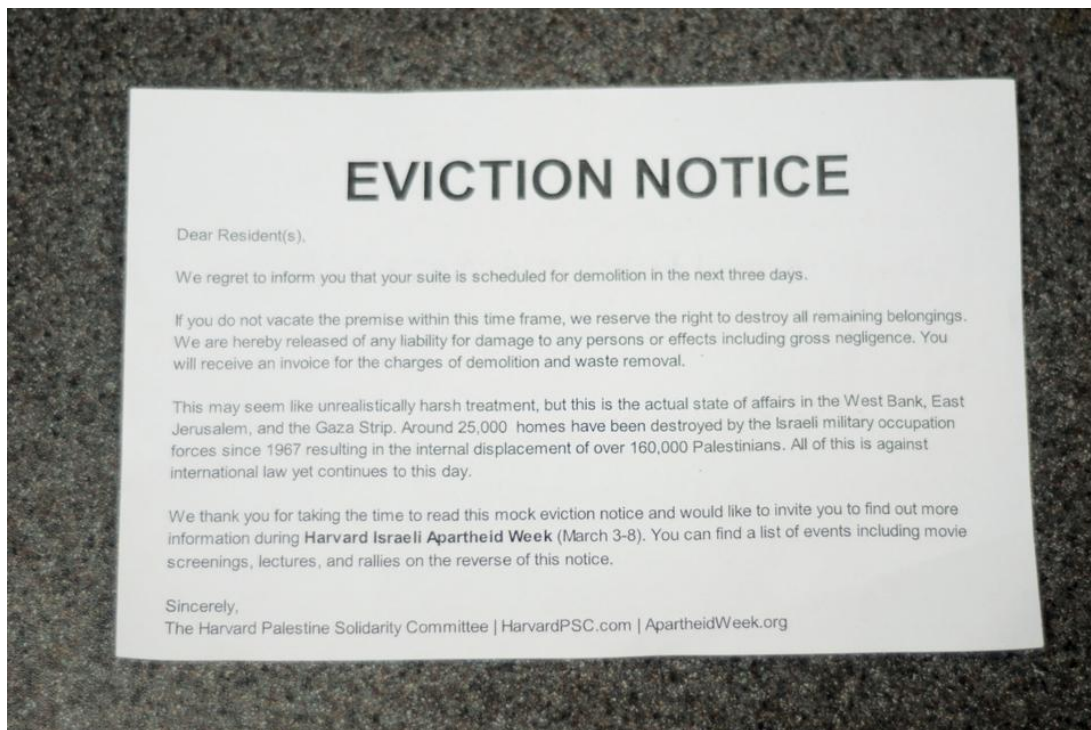 EVICTION NOTICE
Dear Resident(s),
We regret to inform you that your suite is scheduled for demolition in the next three days.
If you do not vacate the premise within this time frame, we reserve the right to destroy all remaining belongings.
We are hereby released of any liability for damage to any persons or effects including gross negligence. You
will receive an invoice for the charges of demolition and waste removal.
This may seem like unrealistically harsh treatment, but this is the actual state of affairs in the West Bank, East
Jerusalem, and the Gaza Strip. Around 25,000 homes have been destroyed by the Israeli military occupation
forces since 1967 resulting in the internal displacement of over 160,000 Palestinians. All of this is against
international law yet continues to this day.
We thank you for taking the time to read this mock eviction notice and would like to invite you to find out more
information during Harvard Israeli Apartheid Week (March 3-8). You can find a list of events including movie
screenings, lectures, and rallies on the reverse of this notice.
Sincerely,
The Harvard Palestine Solidarity Committee | HarvardPSC.com | ApartheidWeek.org